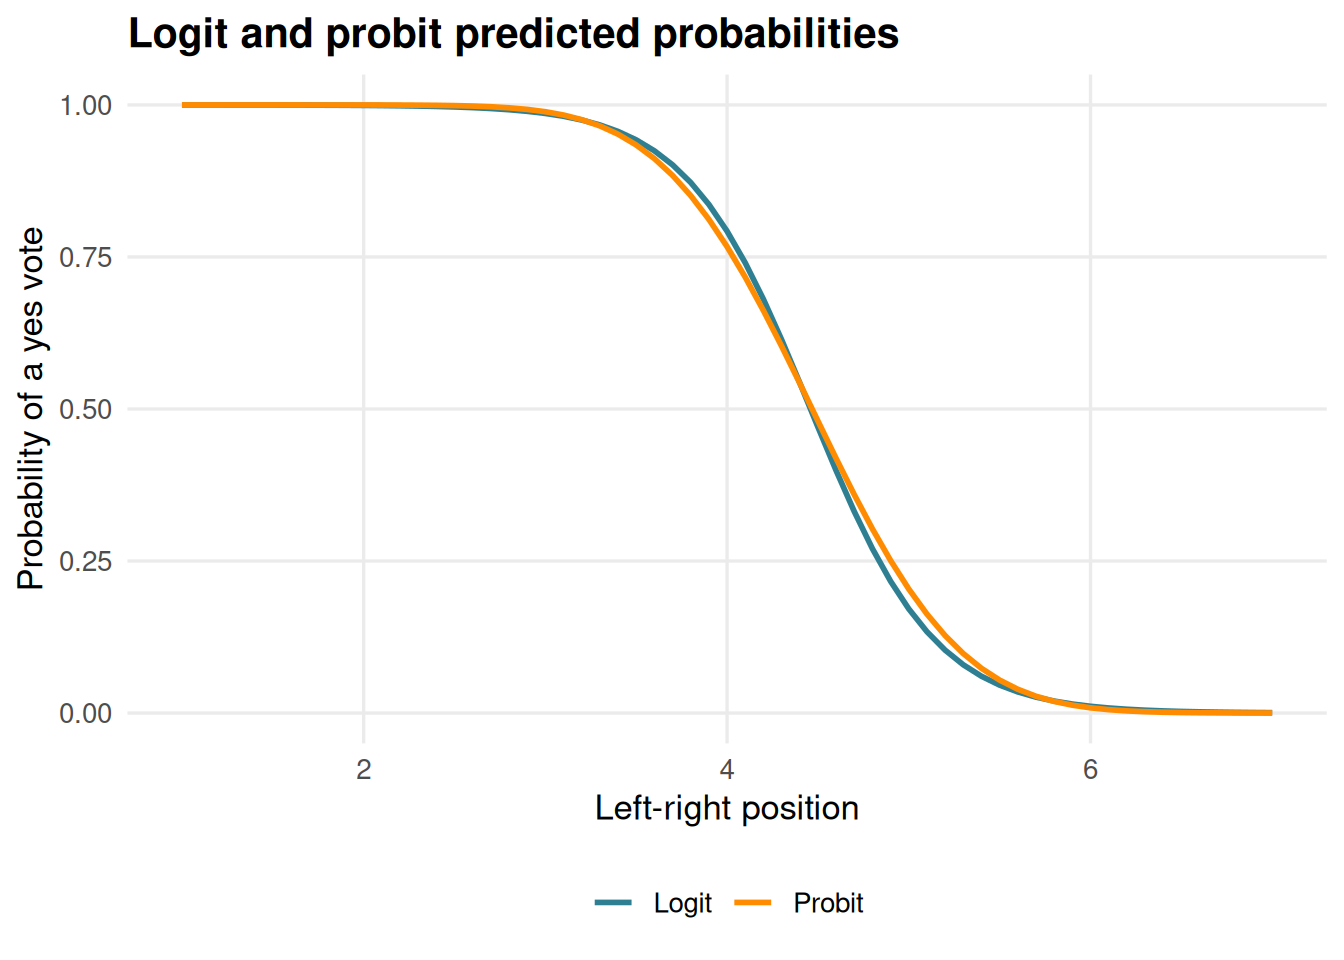 Logit and probit predicted probabilities
Probability of a yes vote
1.00
0.75
0.50
0.25
0.00
2 4 6
Left-right position
Logit Probit